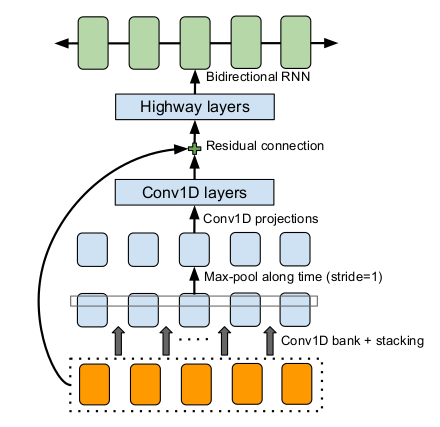 Bidirectional RNN
Highway layers
Residual connection
Conv1D layers
Conv1D projections
Max-pool along time (stride=1)
Conv1D bank + stacking